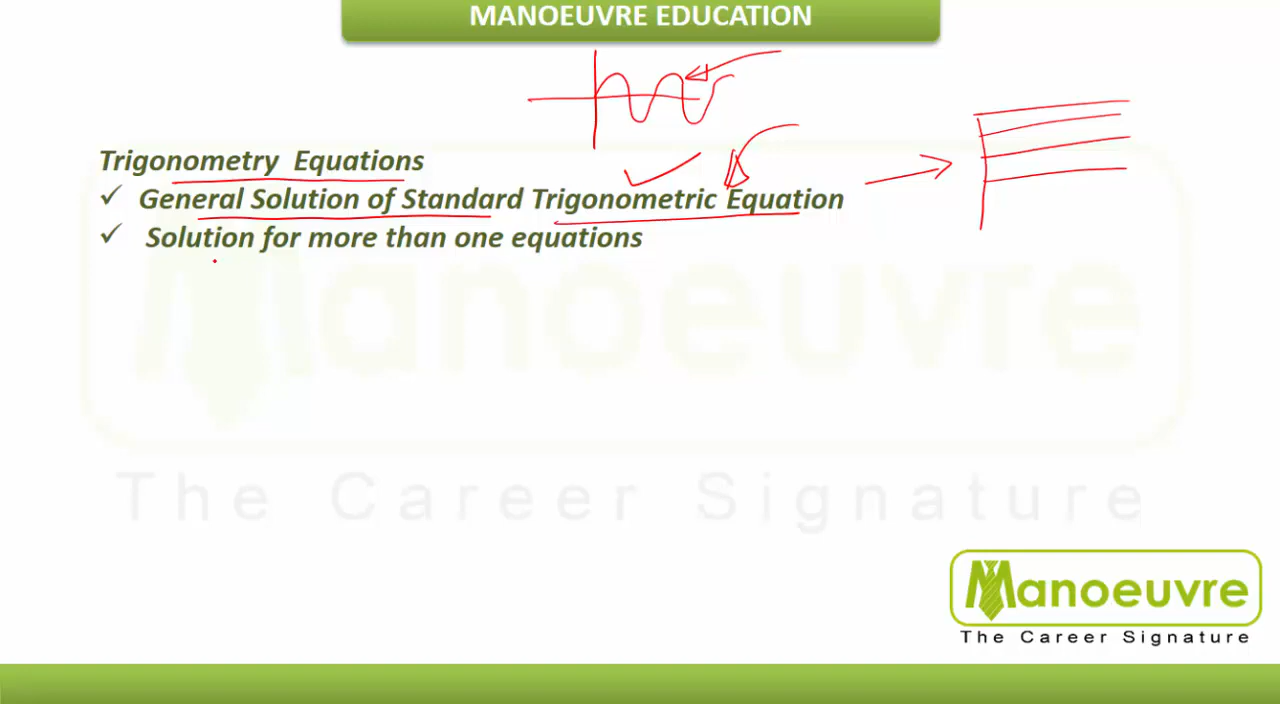 MANOEUVRE EDUCATION
Trigonometry Equations
✓ General Solution of Standard Trigonometric Equation
✓ Solution for more than one equations
Manoeuvre
The Career Signature
Manoeuvre
The Career Signature